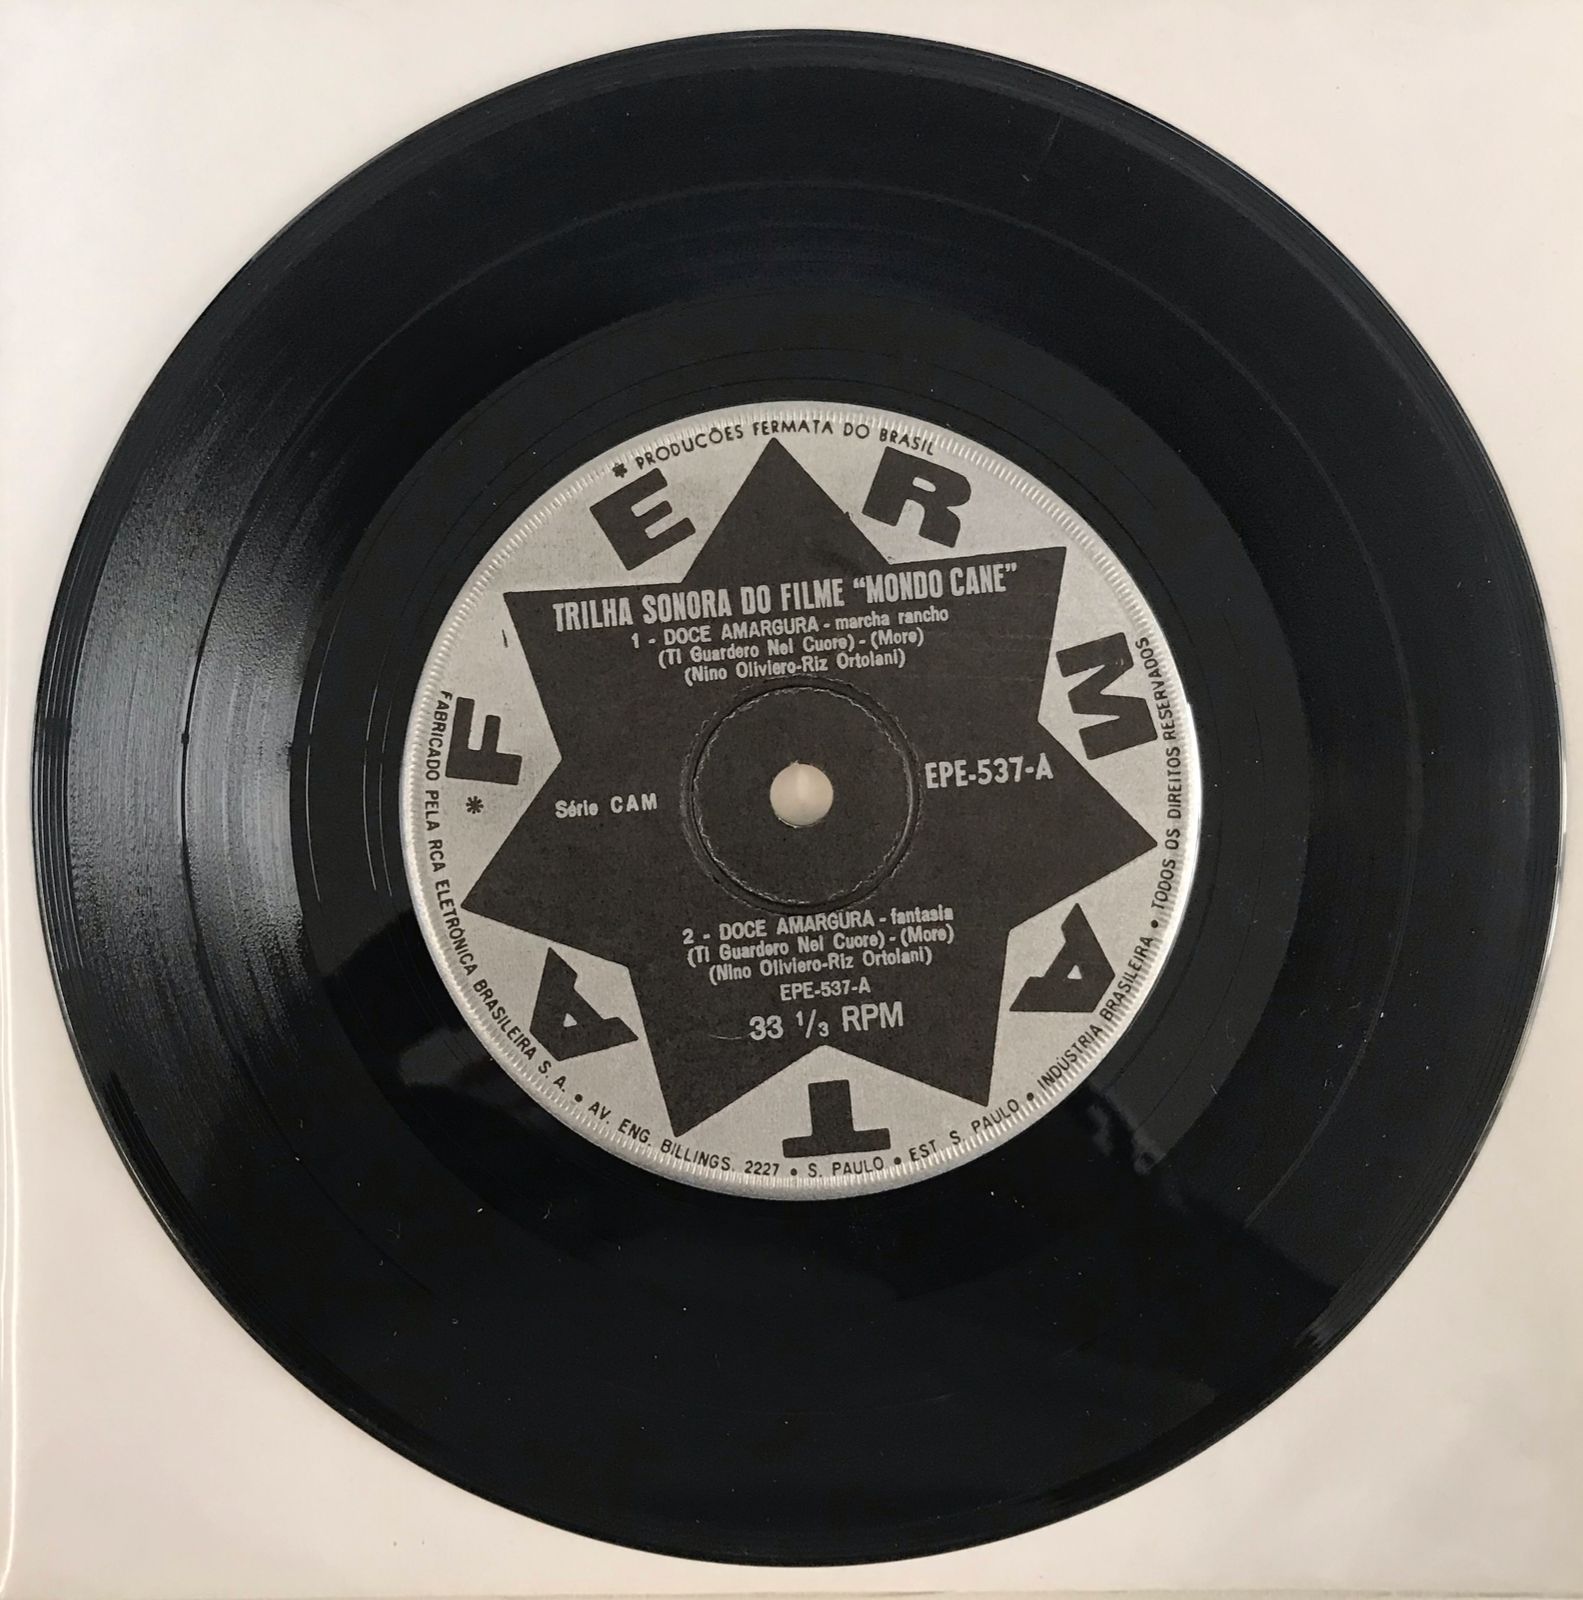 * PRODUCÕES FERMATA DO BRASIL
FERMATA
TRILHA SONORA DO FILME “MONDO CANE”
1 - DOCE AMARGURA - marcha rancho
(Ti Guardero Nel Cuore) - (More)
(Nino Oliviero-Riz Ortolani)
EPE-537-A
Série CAM
2 - DOCE AMARGURA - fantasia
(Ti Guardero Nel Cuore) - (More)
(Nino Oliviero-Riz Ortolani)
EPE-537-A
33 1/3 RPM
* FABRICADO PELA RCA ELETRÔNICA BRASILEIRA S. A. • AV. ENG. BILLINGS, 2227 • S. PAULO • EST. S. PAULO • INDÚSTRIA BRASILEIRA • TODOS OS DIREITOS RESERVADOS